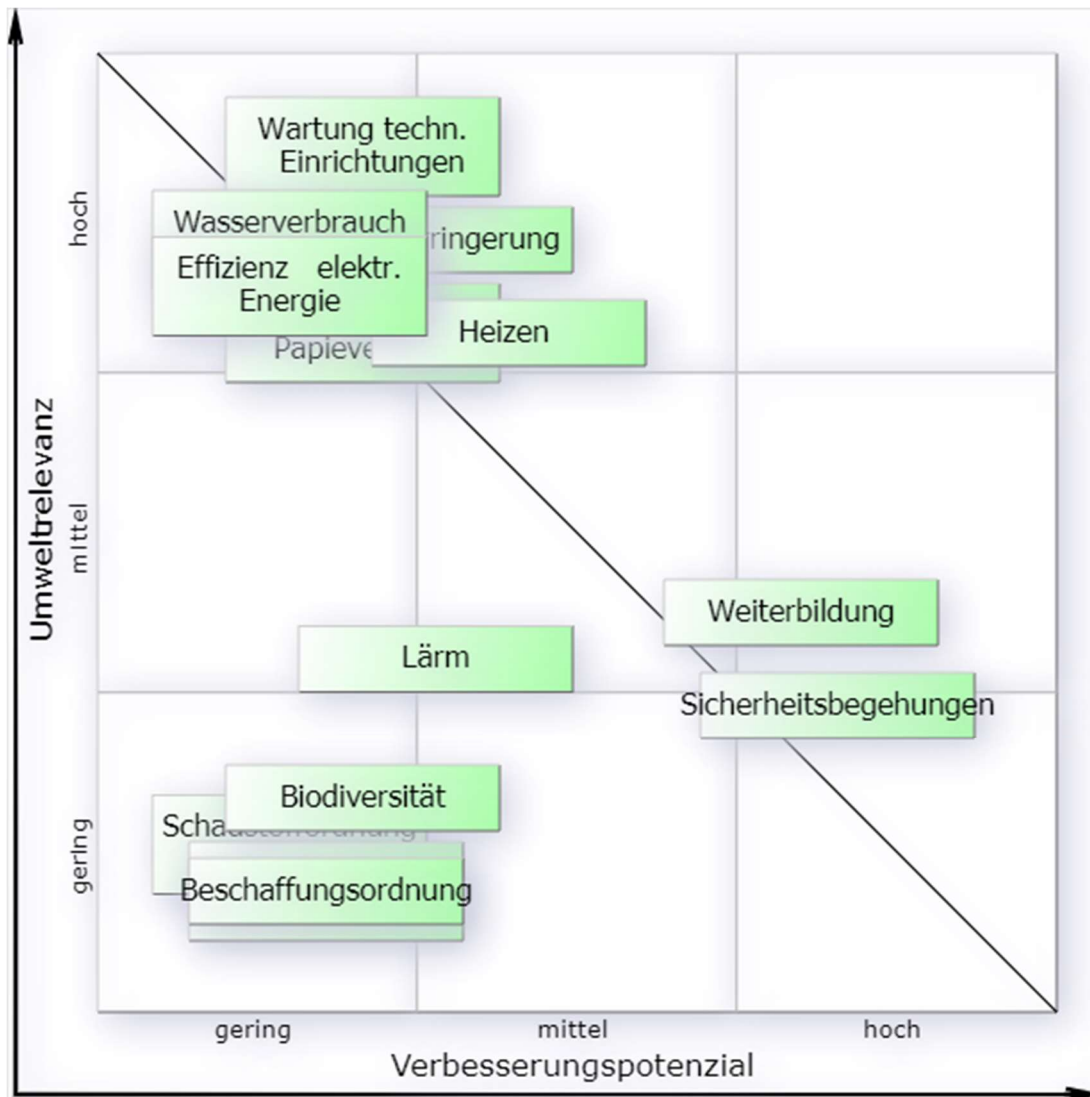 Wartung techn.
Einrichtungen
Wasserverbrauch
ringerung
Effizienz elektr.
Energie
Heizen
Papierve
hoch
mittel
gering
Umweltrelevanz
Weiterbildung
Lärm
Sicherheitsbegehungen
Biodiversität
Beschaffungsordnung
gering
mittel
hoch
Verbesserungspotenzial